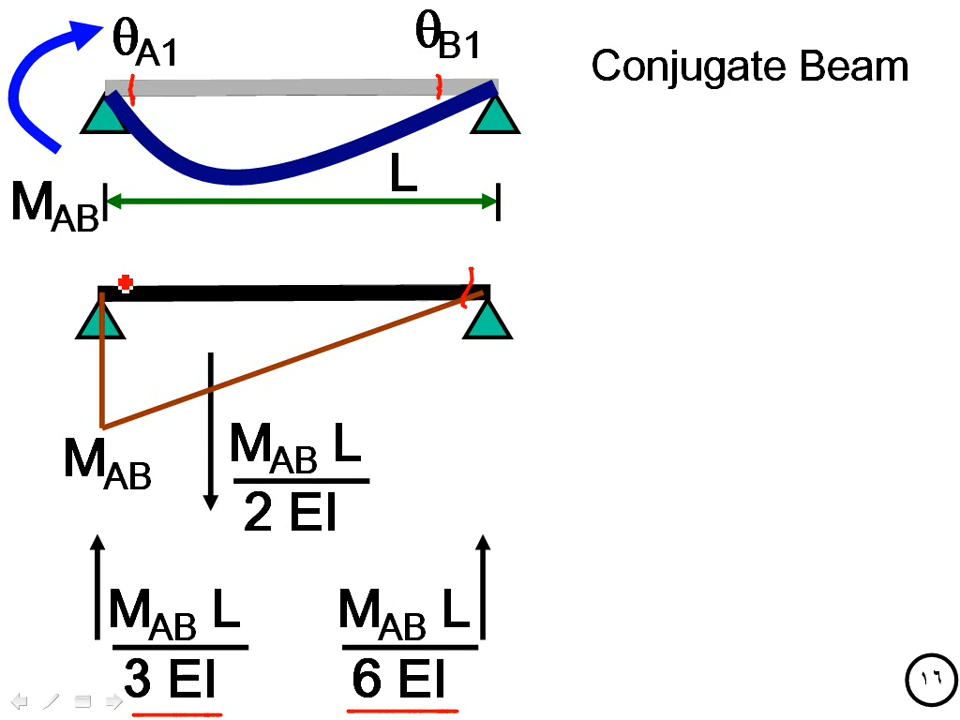 θA1
θB1
Conjugate Beam
MAB
L
MAB
MAB L
2 EI
MAB L
3 EI
MAB L
6 EI
١٦